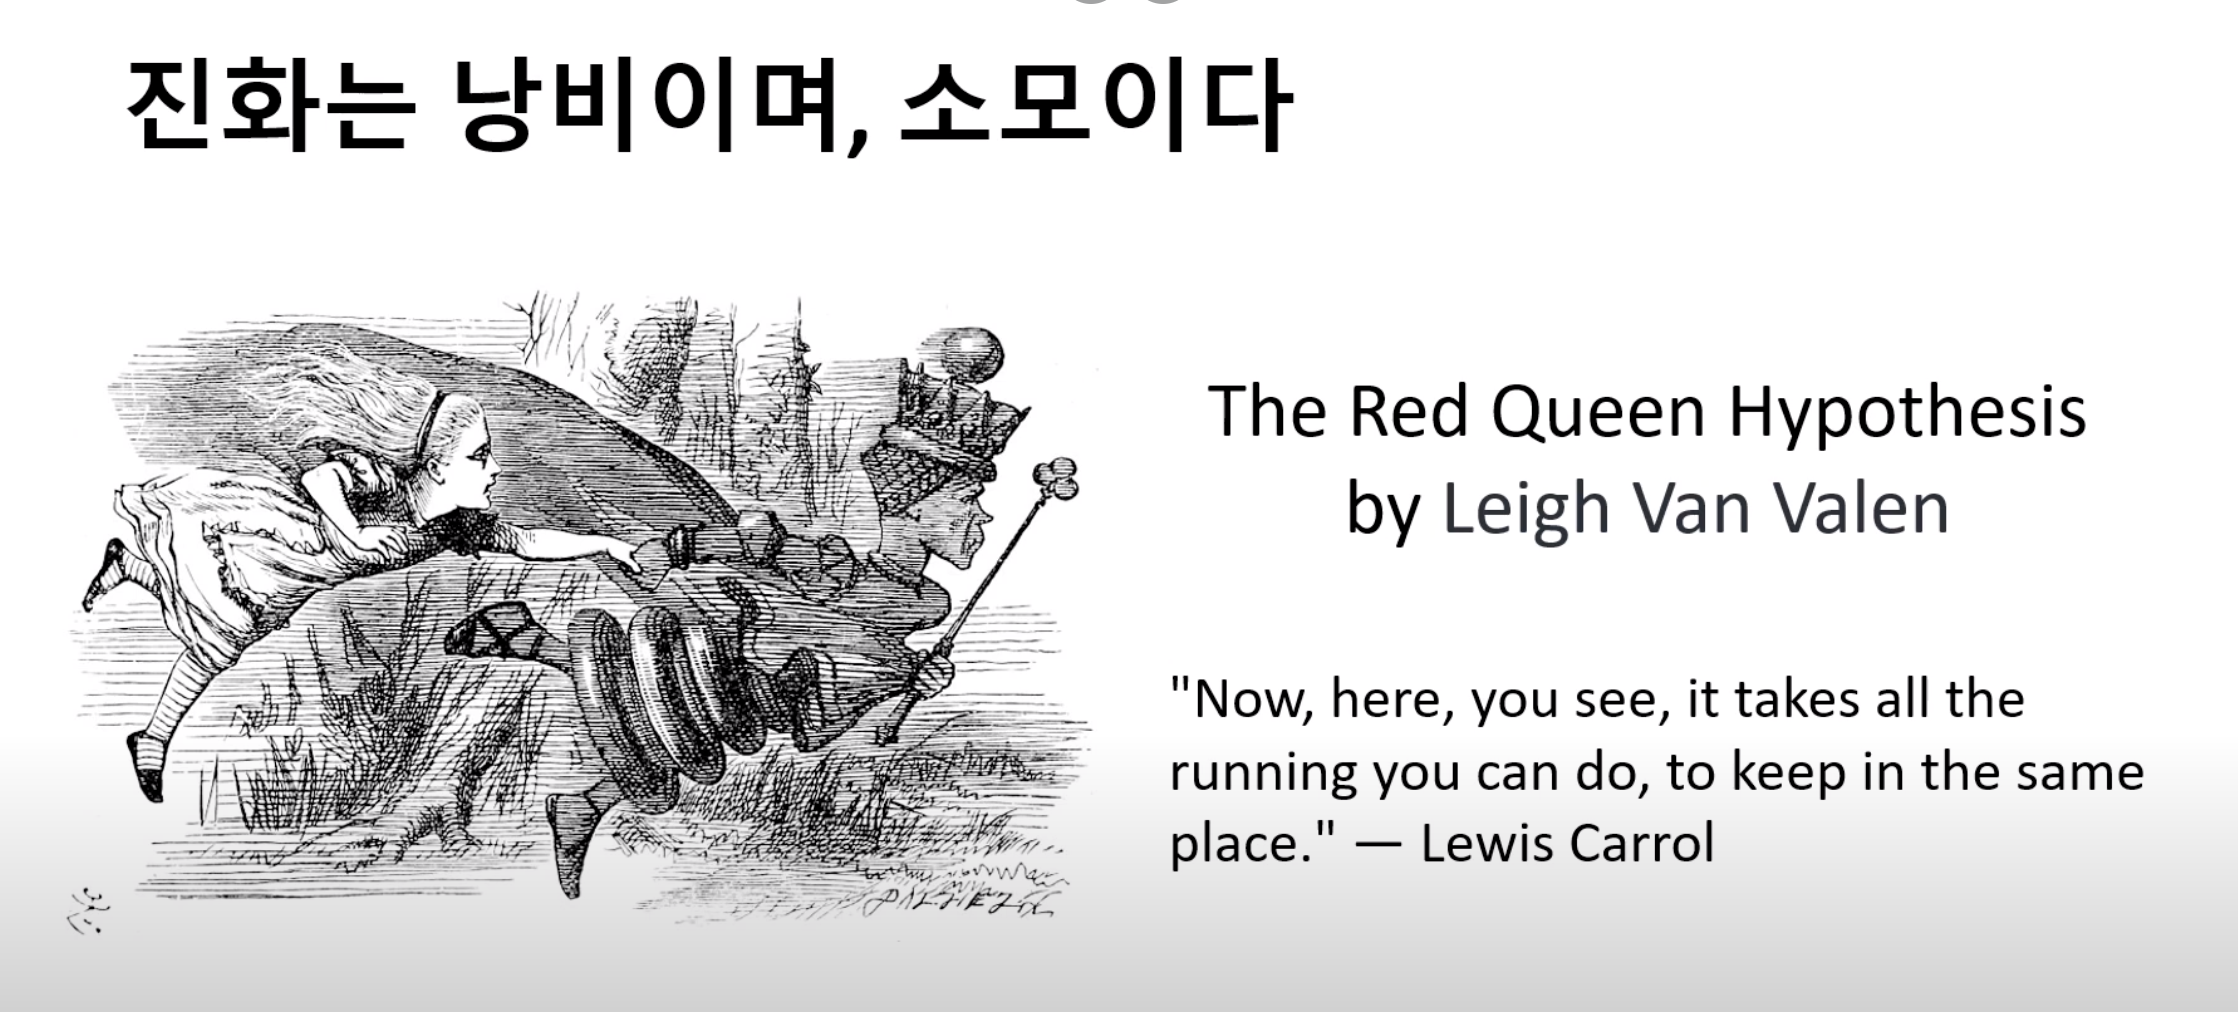 진화는 낭비이며, 소모이다
The Red Queen Hypothesis
by Leigh Van Valen
"Now, here, you see, it takes all the
running you can do, to keep in the same
place." — Lewis Carrol